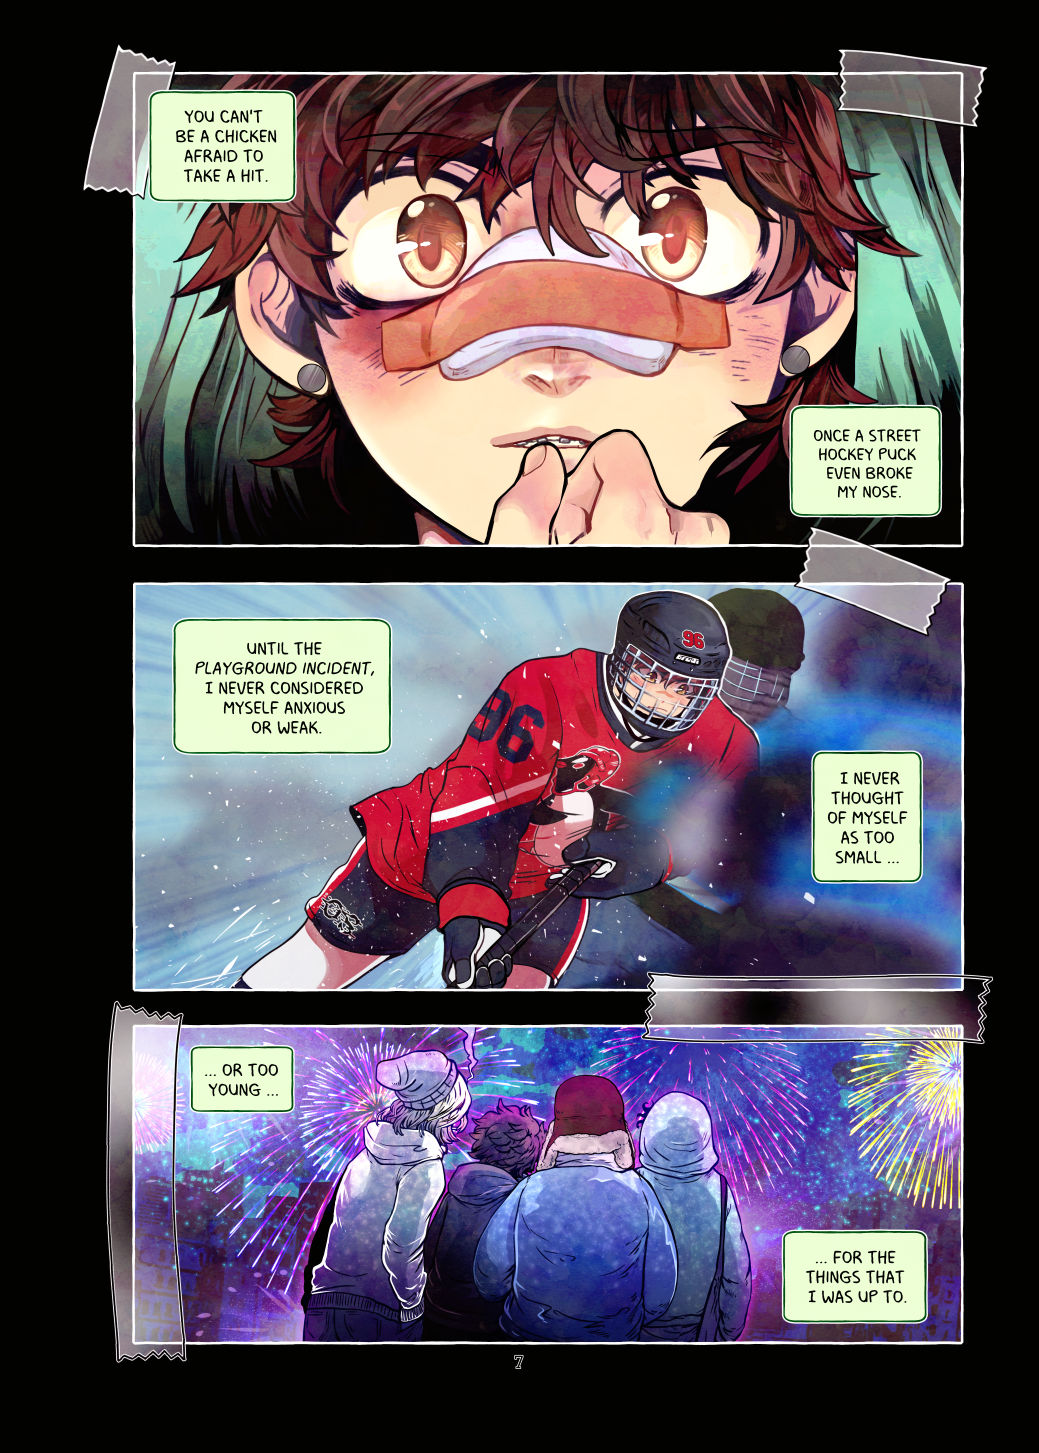 YOU CAN'T
BE A CHICKEN
AFRAID TO
TAKE A HIT.
ONCE A STREET
HOCKEY PUCK
EVEN BROKE
MY NOSE.
UNTIL THE
PLAYGROUND INCIDENT,
I NEVER CONSIDERED
MYSELF ANXIOUS
OR WEAK.
96
96
I NEVER
THOUGHT
OF MYSELF
AS TOO
SMALL ...
... OR TOO
YOUNG ...
... FOR THE
THINGS THAT
I WAS UP TO.
7